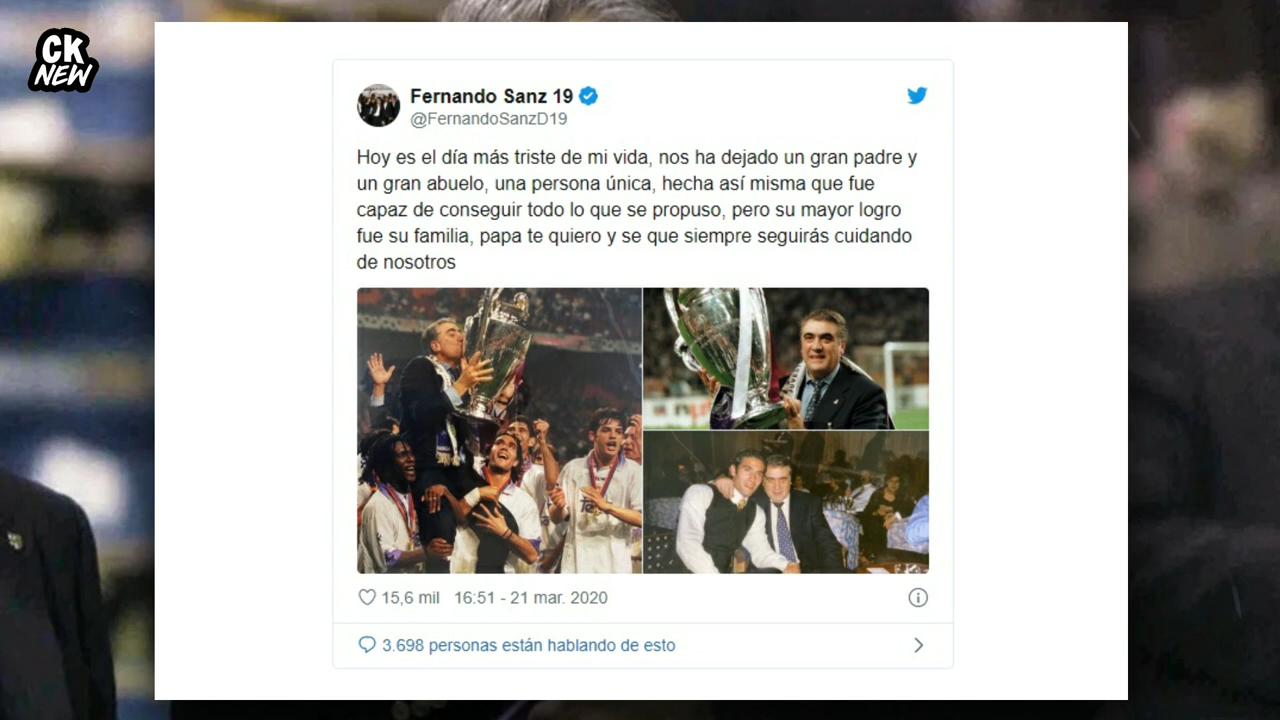 CK
NEW
Fernando Sanz 19
@FernandoSanzD19
Hoy es el día más triste de mi vida, nos ha dejado un gran padre y
un gran abuelo, una persona única, hecha así misma que fue
capaz de conseguir todo lo que se propuso, pero su mayor logro
fue su familia, papa te quiero y se que siempre seguirás cuidando
de nosotros
15,6 mil 16:51 - 21 mar. 2020
3.698 personas están hablando de esto